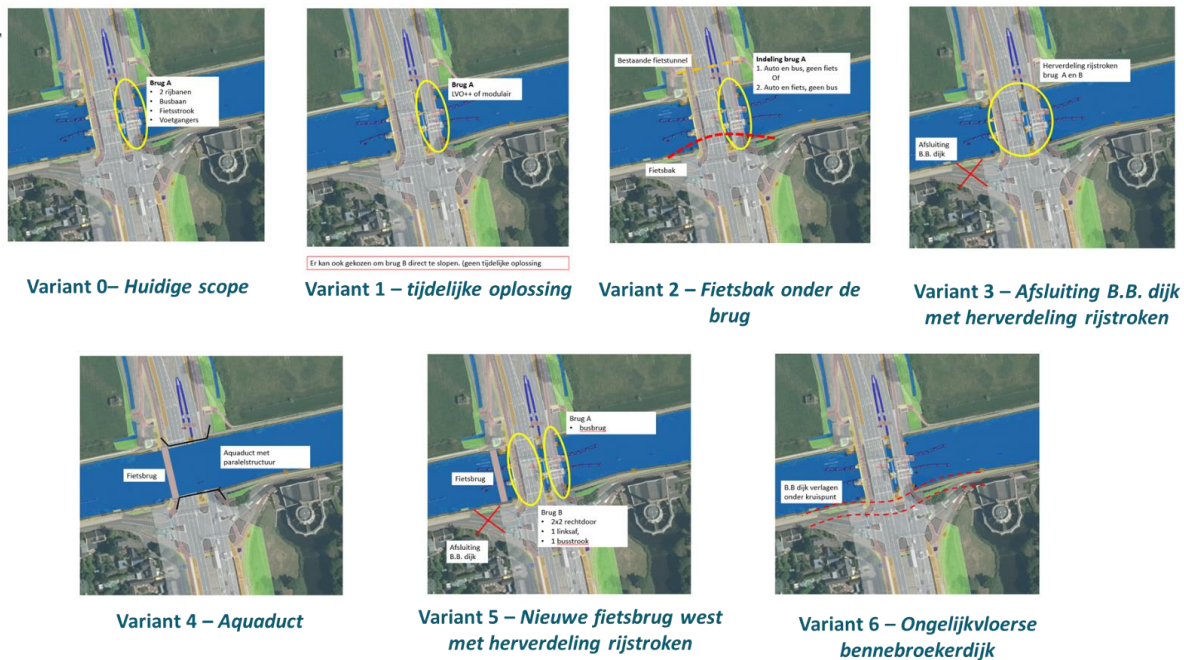 Brug A
• 2 rijbanen
• Busbaan
• Fietsstrook
• Voetgangers
Variant 0– Huidige scope
Brug A
LVO++ of modulair
Er kan ook gekozen om brug B direct te slopen. (geen tijdelijke oplossing
Variant 1 – tijdelijke oplossing
Bestaande fietstunnel
Indeling brug A
1. Auto en bus, geen fiets
Of
2. Auto en fiets, geen bus
Fietsbak
Variant 2 – Fietsbak onder de
brug
Herverdeling rijstroken
brug A en B
Afsluiting
B.B. dijk
Variant 3 – Afsluiting B.B. dijk
met herverdeling rijstroken
Aquaduct met
paralelstructuur
Fietsbrug
Variant 4 – Aquaduct
Brug A
• busbrug
Fietsbrug
Brug B
• 2x2 rechtdoor
• 1 linksaf,
• 1 busstrook
Afsluiting
B.B. dijk
Variant 5 – Nieuwe fietsbrug west
met herverdeling rijstroken
B.B dijk verlagen
onder kruispunt
Variant 6 – Ongelijkvloerse
bennebroekerdijk